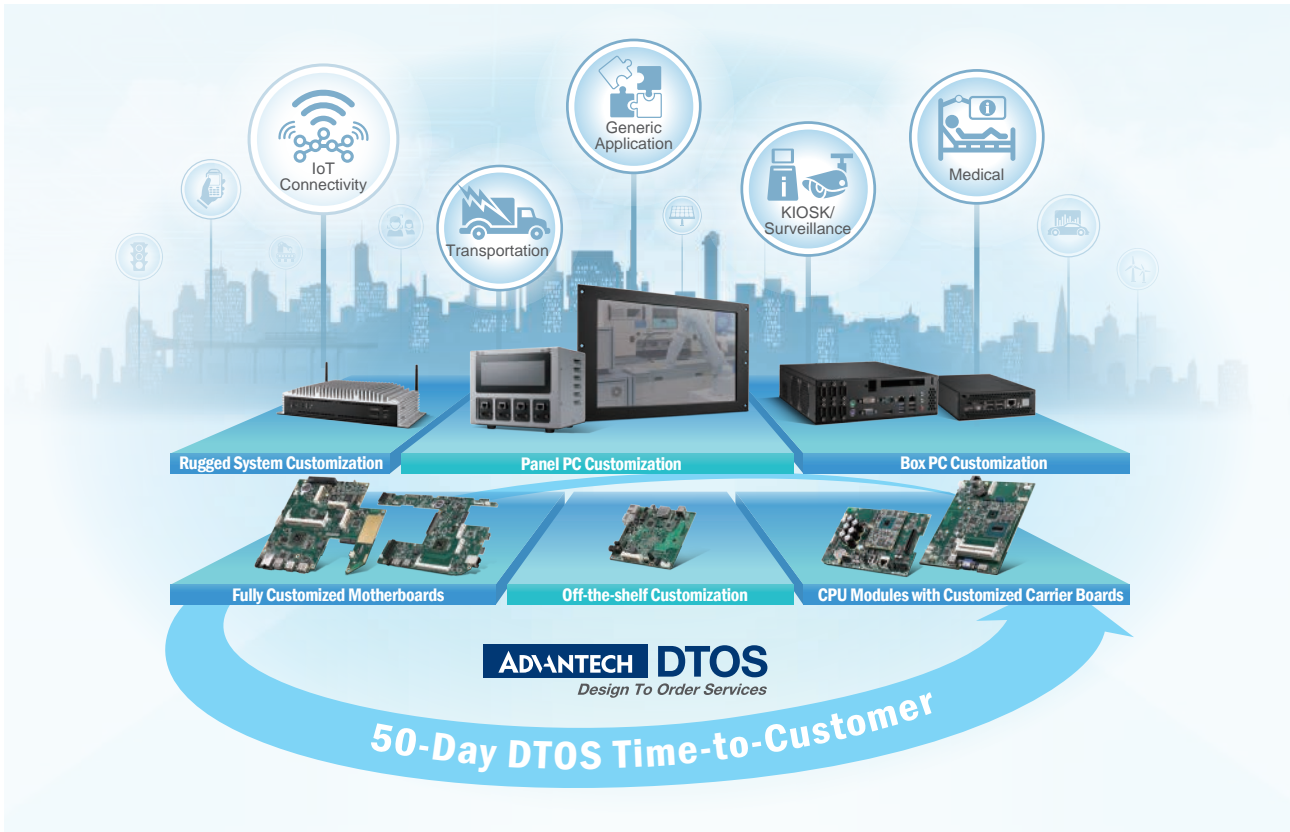 IoT
Connectivity
Transportation
Generic
Application
KIOSK/
Surveillance
Medical
Rugged System Customization
Panel PC Customization
Box PC Customization
Fully Customized Motherboards
Off-the-shelf Customization
CPU Modules with Customized Carrier Boards
ADVANTECH DTOS
Design To Order Services
50-Day DTOS Time-to-Customer